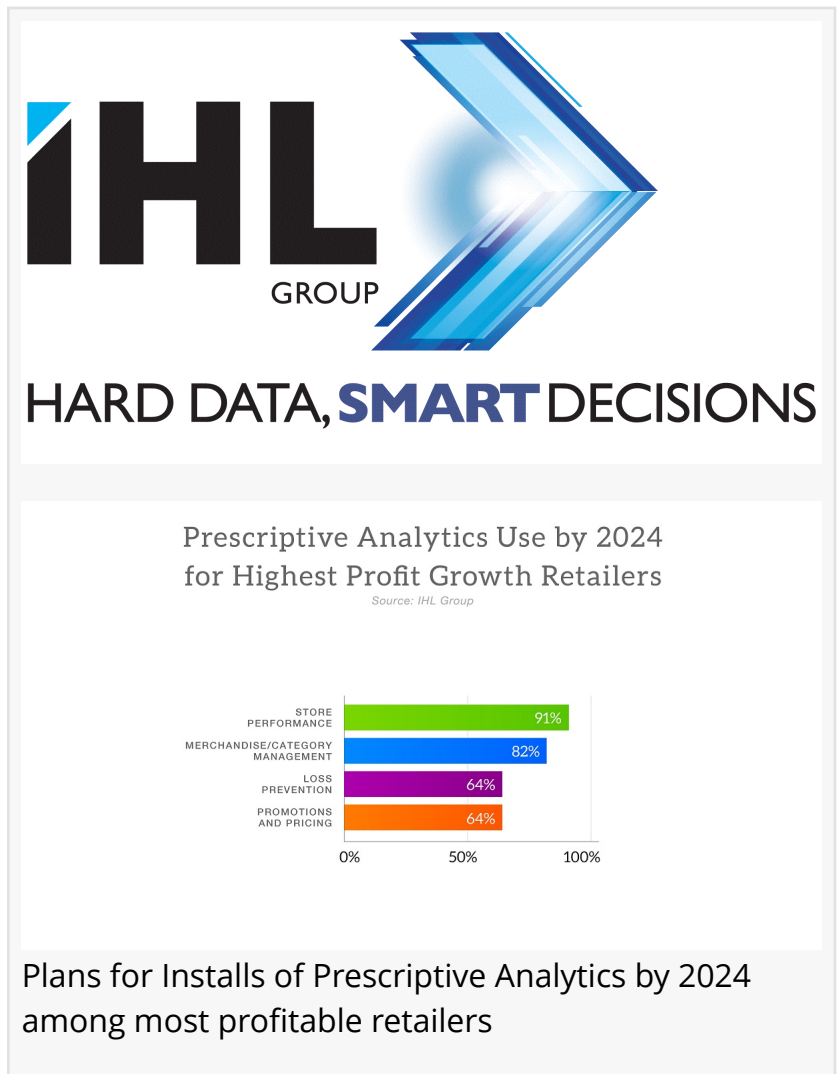 IHL
GROUP
HARD DATA, SMART DECISIONS
Prescriptive Analytics Use by 2024
for Highest Profit Growth Retailers
Source: IHL Group
STORE
PERFORMANCE
91%
MERCHANDISE/CATEGORY
MANAGEMENT
82%
LOSS
PREVENTION
64%
PROMOTIONS
AND PRICING
64%
0% 50% 100%
Plans for Installs of Prescriptive Analytics by 2024
among most profitable retailers